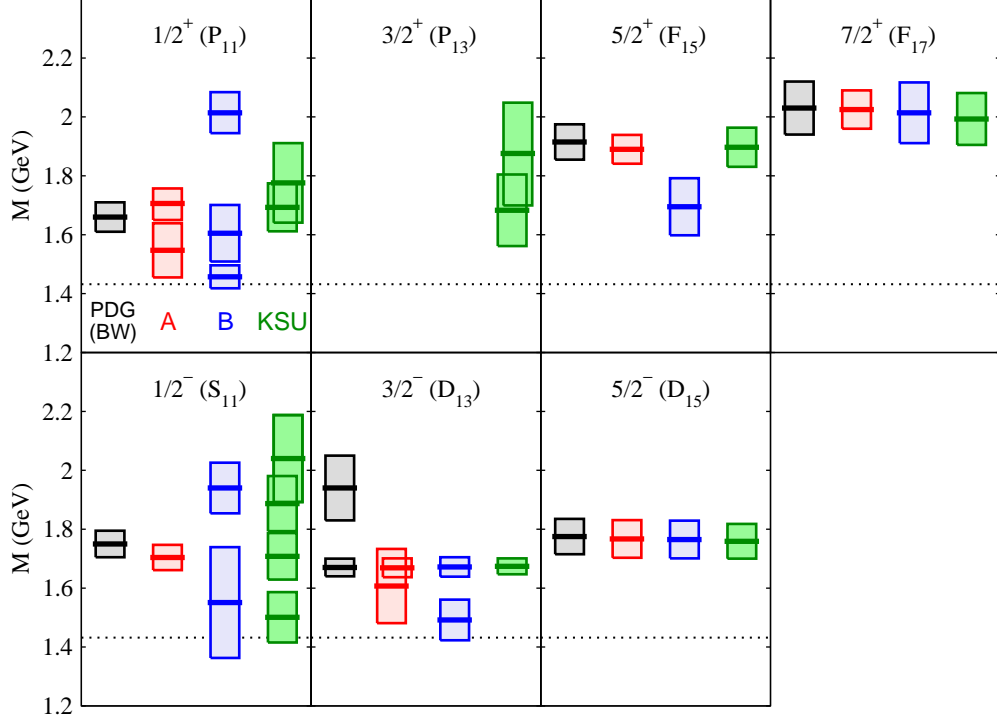 1/2⁺ (P₁₁) 3/2⁺ (P₁₃) 5/2⁺ (F₁₅) 7/2⁺ (F₁₇)
M (GeV)
2.2
2
1.8
1.6
1.4
1.2
PDG
(BW)
A
B
KSU
1/2⁻ (S₁₁) 3/2⁻ (D₁₃) 5/2⁻ (D₁₅)
M (GeV)
2.2
2
1.8
1.6
1.4
1.2